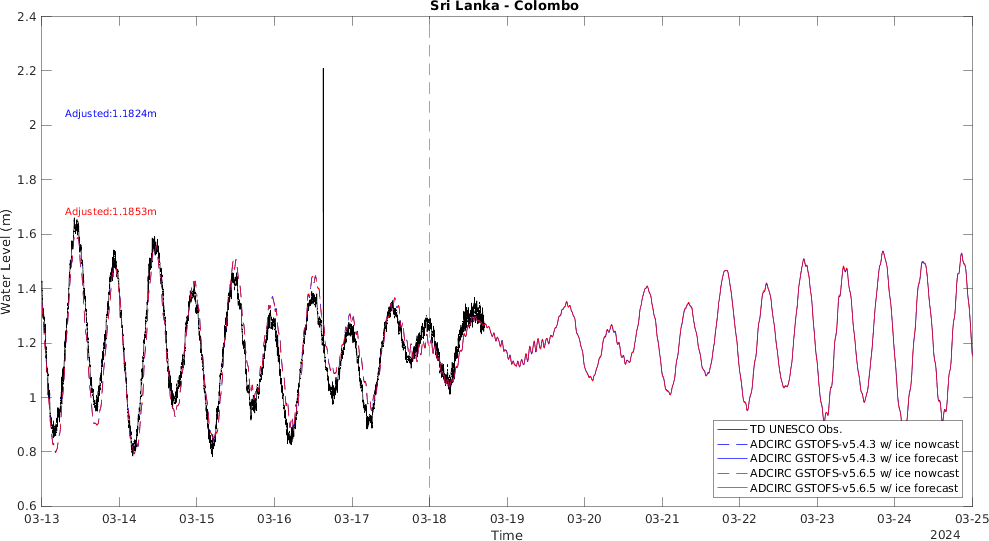 Sri Lanka - Colombo
2.4
2.2
2
1.8
1.6
1.4
1.2
1
0.8
0.6
Water Level (m)
Adjusted:1.1824m
Adjusted:1.1853m
TD UNESCO Obs.
ADCIRC GSTOFS-v5.4.3 w/ ice nowcast
ADCIRC GSTOFS-v5.4.3 w/ ice forecast
ADCIRC GSTOFS-v5.6.5 w/ ice nowcast
ADCIRC GSTOFS-v5.6.5 w/ ice forecast
03-13 03-14 03-15 03-16 03-17 03-18 03-19 03-20 03-21 03-22 03-23 03-24 03-25
Time
2024